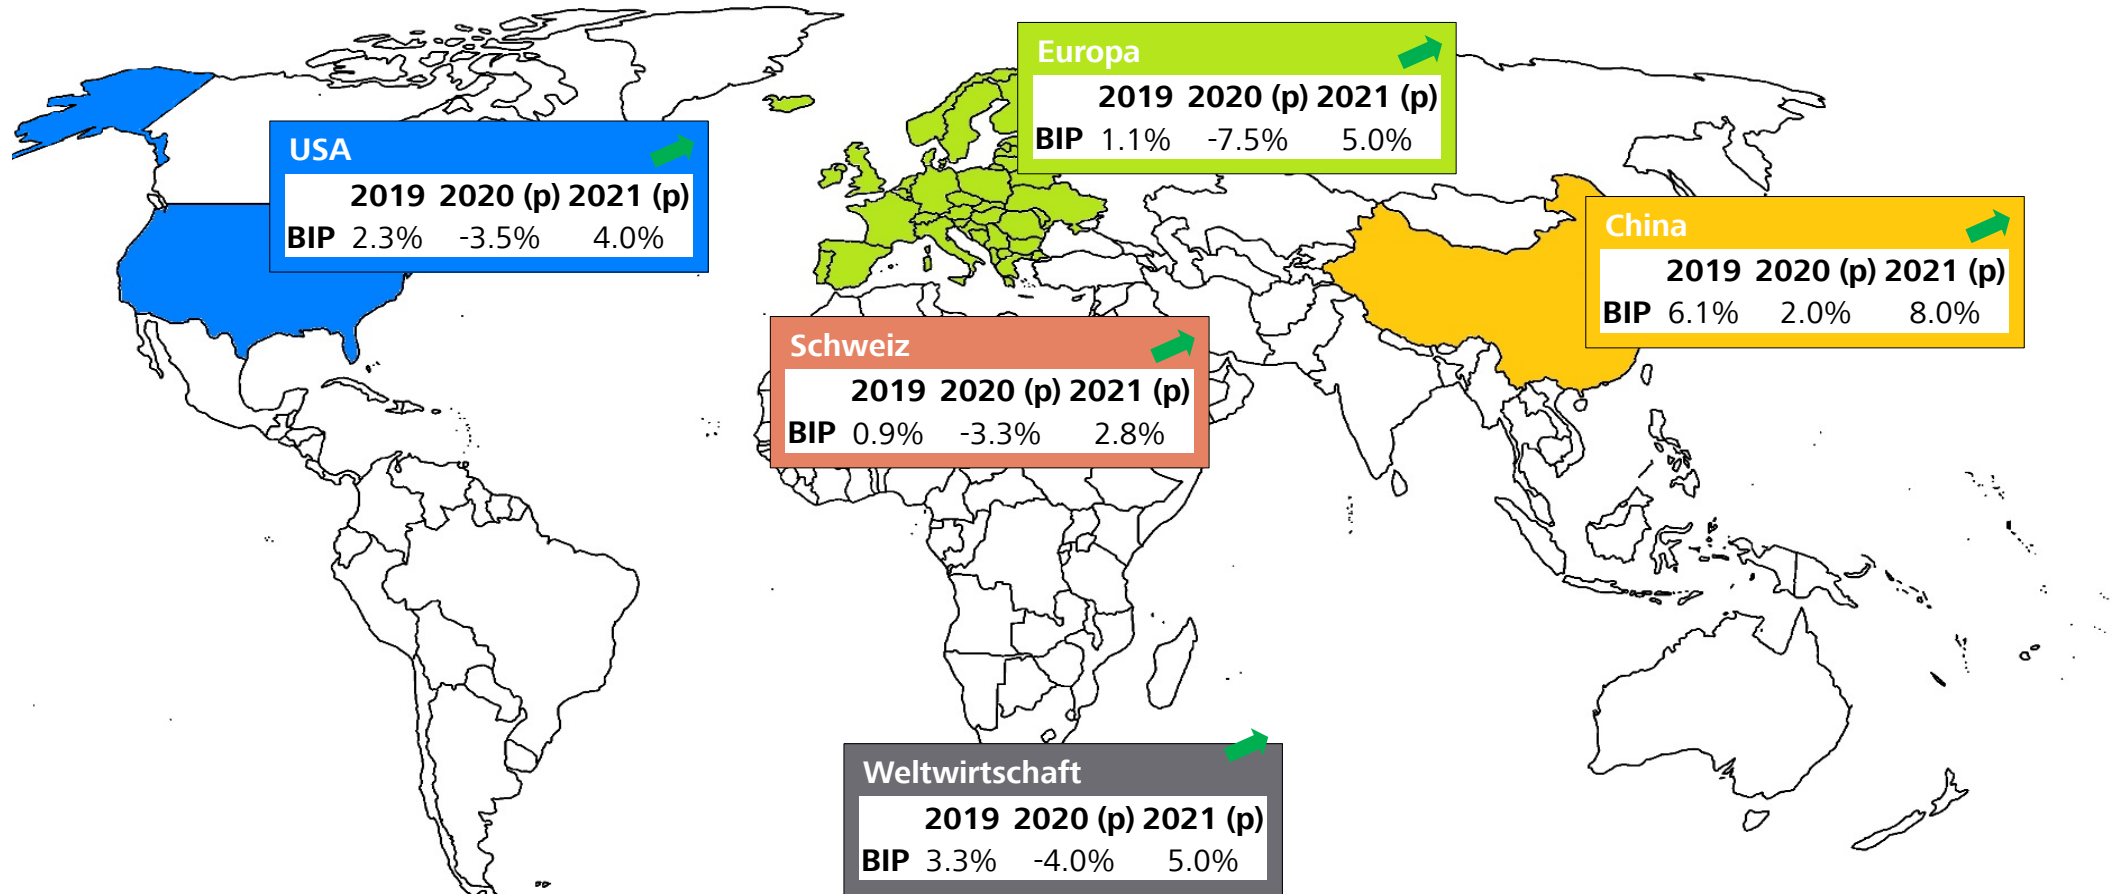 Europa
2019 2020 (p) 2021 (p)
BIP 1.1% -7.5% 5.0%
USA
2019 2020 (p) 2021 (p)
BIP 2.3% -3.5% 4.0%
China
2019 2020 (p) 2021 (p)
BIP 6.1% 2.0% 8.0%
Schweiz
2019 2020 (p) 2021 (p)
BIP 0.9% -3.3% 2.8%
Weltwirtschaft
2019 2020 (p) 2021 (p)
BIP 3.3% -4.0% 5.0%